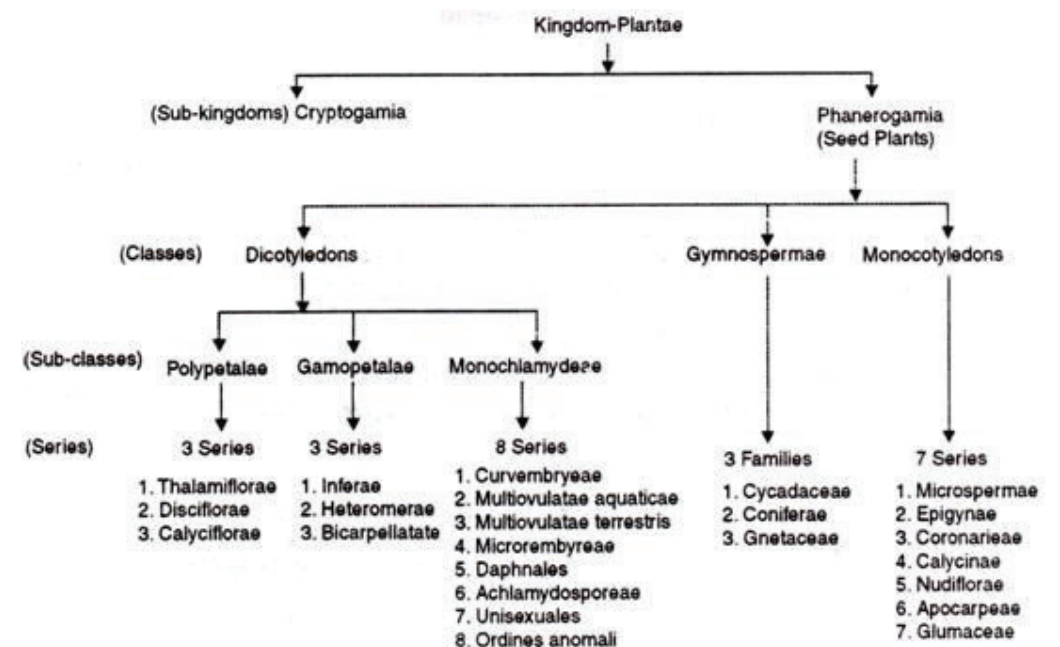 Kingdom-Plantae
(Sub-kingdoms) Cryptogamia
Phanerogamia
(Seed Plants)
(Classes) Dicotyledons Gymnospermae Monocotyledons
(Sub-classes) Polypetalae Gamopetalae Monochlamydeae
(Series) 3 Series 3 Series 8 Series 3 Families 7 Series
1. Thalamiflorae
2. Disciflorae
3. Calyciflorae
1. Inferae
2. Heteromerae
3. Bicarpellatate
1. Curvembryeae
2. Multiovulatae aquaticae
3. Multiovulatae terrestris
4. Microrembyreae
5. Daphnales
6. Achlamydosporeae
7. Unisexuales
8. Ordines anomali
1. Cycadaceae
2. Coniferae
3. Gnetaceae
1. Microspermae
2. Epigynae
3. Coronarieae
4. Calycinae
5. Nudiflorae
6. Apocarpeae
7. Glumaceae